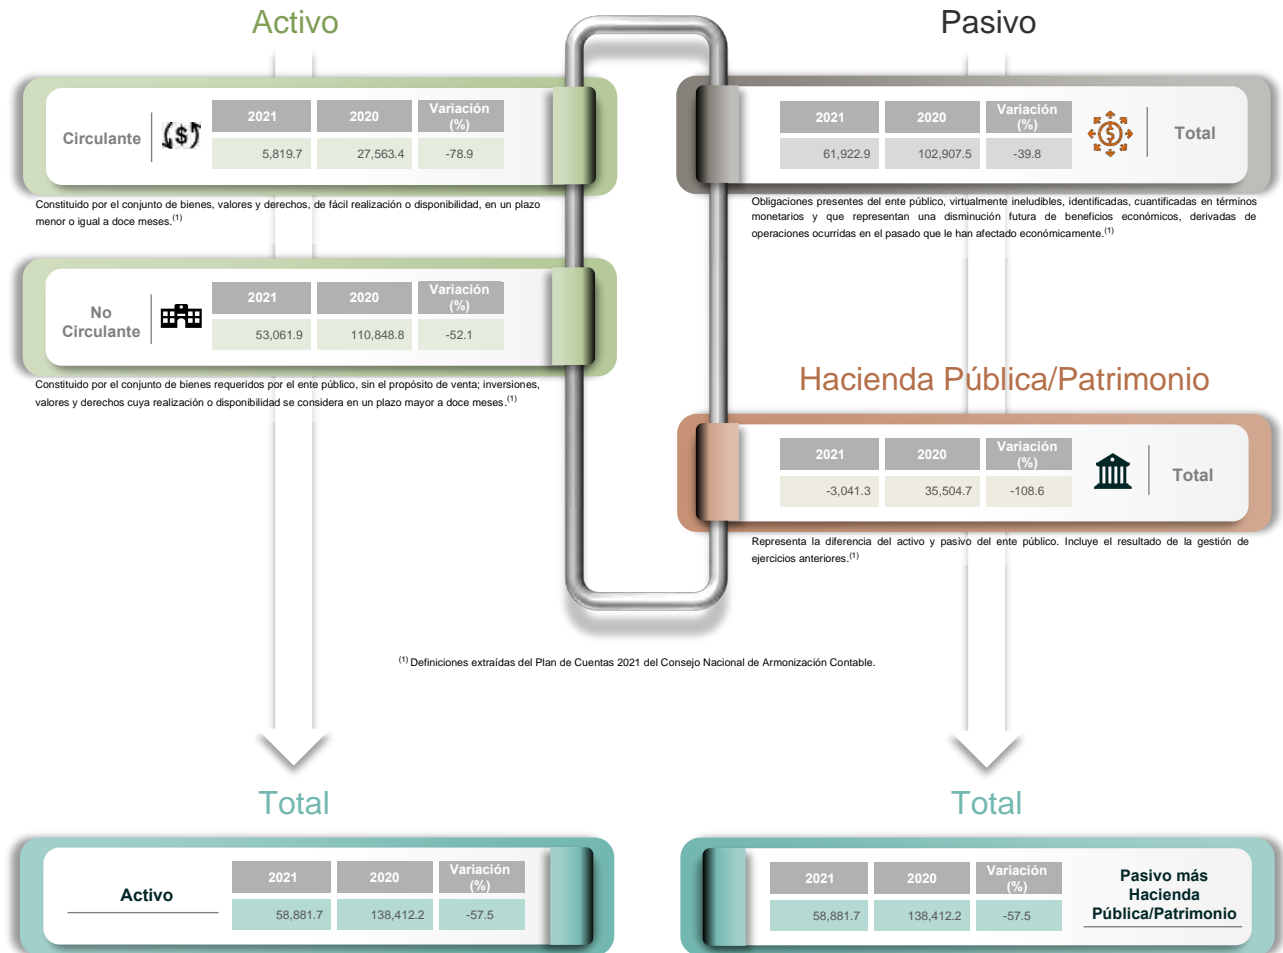 Activo
Circulante
2021 2020 Variación (%)
5,819.7 27,563.4 -78.9
Constituido por el conjunto de bienes, valores y derechos, de fácil realización o disponibilidad, en un plazo
menor o igual a doce meses.(1)
No
Circulante
2021 2020 Variación (%)
53,061.9 110,848.8 -52.1
Constituido por el conjunto de bienes requeridos por el ente público, sin el propósito de venta; inversiones,
valores y derechos cuya realización o disponibilidad se considera en un plazo mayor a doce meses.(1)
Pasivo
2021 2020 Variación (%)
61,922.9 102,907.5 -39.8
Total
Obligaciones presentes del ente público, virtualmente ineludibles, identificadas, cuantificadas en términos
monetarios y que representan una disminución futura de beneficios económicos, derivadas de
operaciones ocurridas en el pasado que le han afectado económicamente.(1)
Hacienda Pública/Patrimonio
2021 2020 Variación (%)
-3,041.3 35,504.7 -108.6
Total
Representa la diferencia del activo y pasivo del ente público. Incluye el resultado de la gestión de
ejercicios anteriores.(1)
(1) Definiciones extraídas del Plan de Cuentas 2021 del Consejo Nacional de Armonización Contable.
Total
Activo
2021 2020 Variación (%)
58,881.7 138,412.2 -57.5
Total
2021 2020 Variación (%)
58,881.7 138,412.2 -57.5
Pasivo más
Hacienda
Pública/Patrimonio